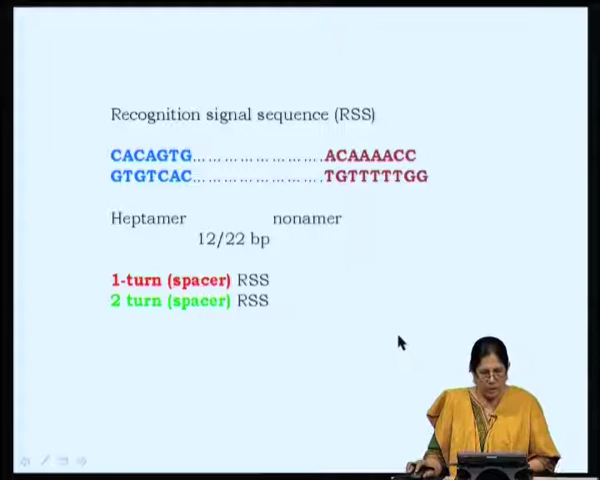 Recognition signal sequence (RSS)
CACAGTG……………………….ACAAAACC
GTGTCAC……………………….TGTTTTTGG
Heptamer nonamer
12/22 bp
1-turn (spacer) RSS
2 turn (spacer) RSS